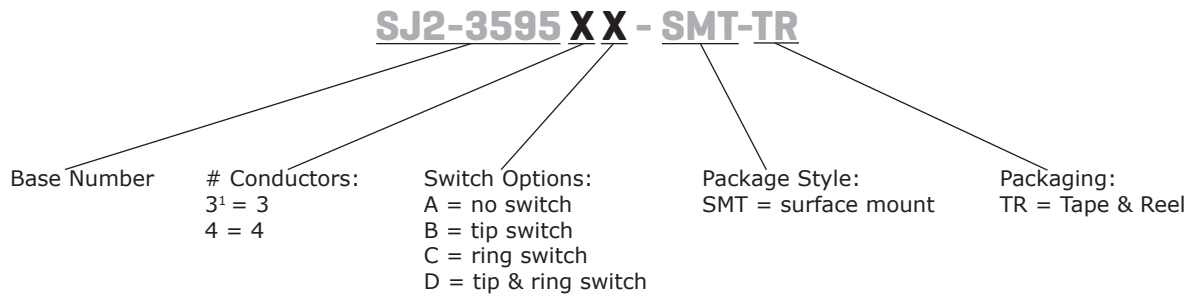 SJ2-3595 X X - SMT-TR
Base Number
# Conductors:
3¹ = 3
4 = 4
Switch Options:
A = no switch
B = tip switch
C = ring switch
D = tip & ring switch
Package Style:
SMT = surface mount
Packaging:
TR = Tape & Reel